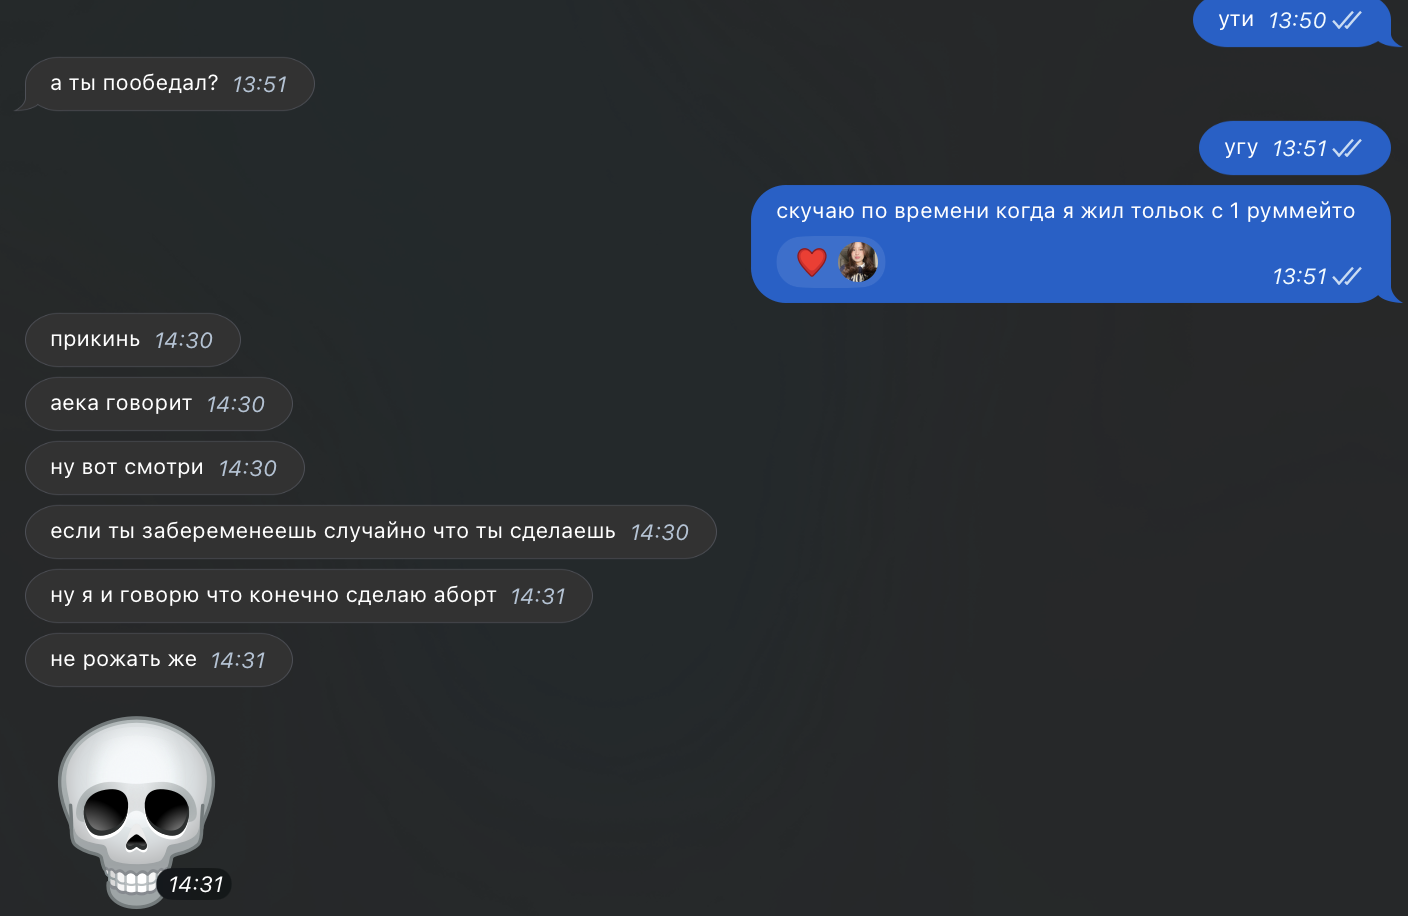 ути 13:50
а ты пообедал? 13:51
угу 13:51
скучаю по времени когда я жил тольок с 1 руммейто
13:51
прикинь 14:30
аека говорит 14:30
ну вот смотри 14:30
если ты забеременеешь случайно что ты сделаешь 14:30
ну я и говорю что конечно сделаю аборт 14:31
не рожать же 14:31
14:31